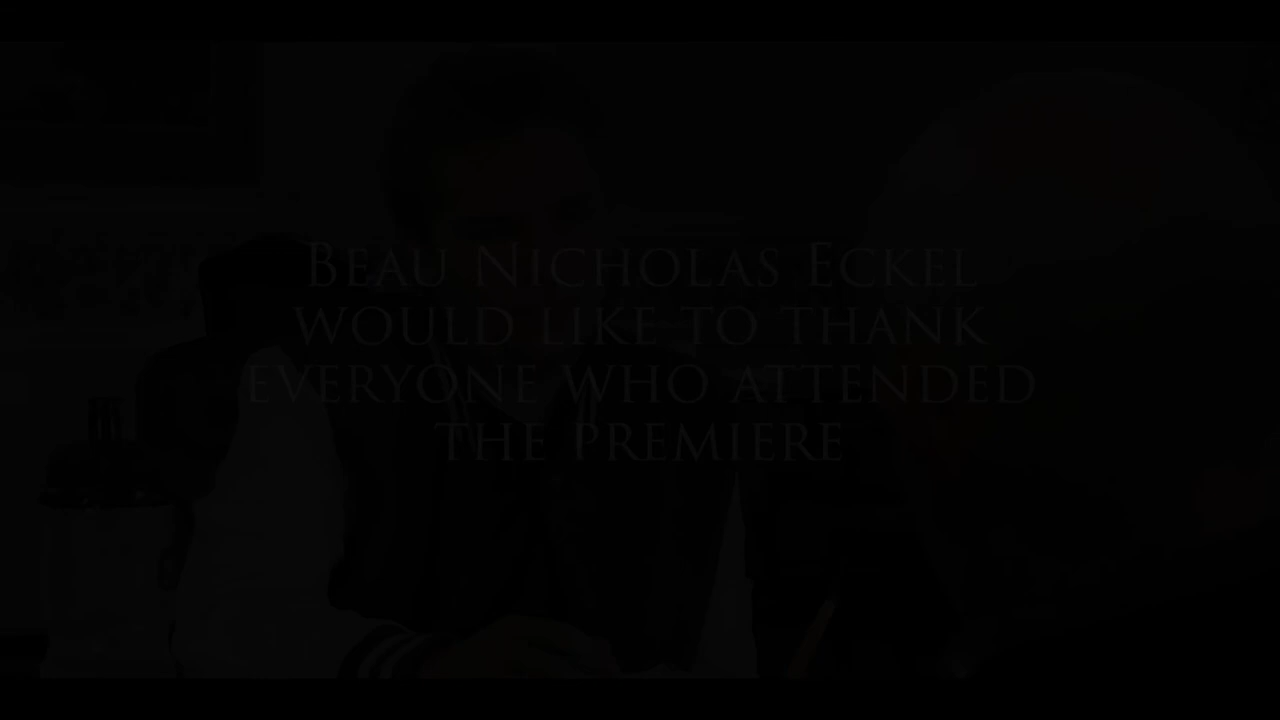 Beau Nicholas Eckel
would like to thank
everyone who attended
the premiere